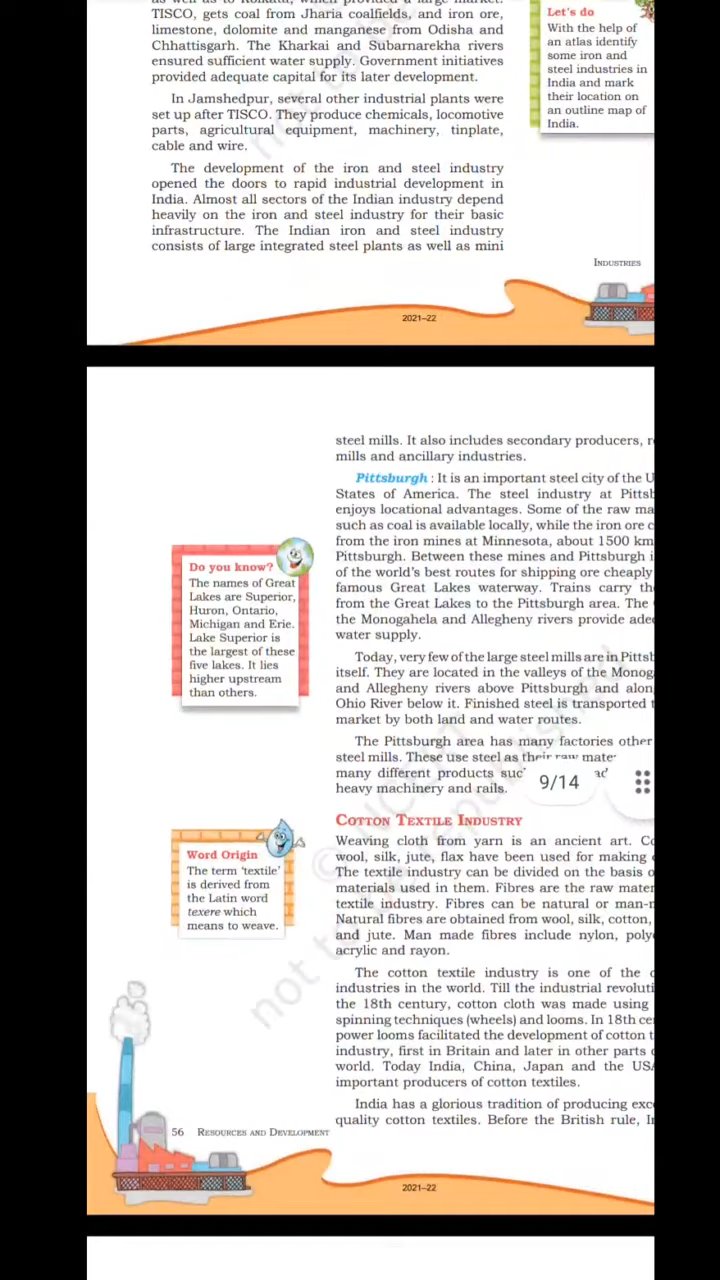 as well as to Kolkata, which provided a large market.
TISCO, gets coal from Jharia coalfields, and iron ore,
limestone, dolomite and manganese from Odisha and
Chhattisgarh. The Kharkai and Subarnarekha rivers
ensured sufficient water supply. Government initiatives
provided adequate capital for its later development.
In Jamshedpur, several other industrial plants were
set up after TISCO. They produce chemicals, locomotive
parts, agricultural equipment, machinery, tinplate,
cable and wire.
The development of the iron and steel industry
opened the doors to rapid industrial development in
India. Almost all sectors of the Indian industry depend
heavily on the iron and steel industry for their basic
infrastructure. The Indian iron and steel industry
consists of large integrated steel plants as well as mini
Let's do
With the help of
an atlas identify
some iron and
steel industries in
India and mark
their location on
an outline map of
India.
INDUSTRIES
2021–22
steel mills. It also includes secondary producers,
mills and ancillary industries.
Pittsburgh : It is an important steel city of the
States of America. The steel industry at
enjoys locational advantages. Some of the raw
such as coal is available locally, while the iron ore
from the iron mines at Minnesota, about 1500 km
Pittsburgh. Between these mines and Pittsburgh
of the world's best routes for shipping ore cheaply
famous Great Lakes waterway. Trains carry
from the Great Lakes to the Pittsburgh area. The
the Monogahela and Allegheny rivers provide
water supply.
Today, very few of the large steel mills are in
itself. They are located in the valleys of the
and Allegheny rivers above Pittsburgh and
Ohio River below it. Finished steel is transported
market by both land and water routes.
The Pittsburgh area has many factories other
steel mills. These use steel as their raw
many different products
heavy machinery and rails.
9/14
Do you know?
The names of Great
Lakes are Superior,
Huron, Ontario,
Michigan and Erie.
Lake Superior is
the largest of these
five lakes. It lies
higher upstream
than others.
COTTON TEXTILE INDUSTRY
Weaving cloth from yarn is an ancient art.
wool, silk, jute, flax have been used for making
The textile industry can be divided on the basis
materials used in them. Fibres are the raw
textile industry. Fibres can be natural or
Natural fibres are obtained from wool, silk, cotton,
and jute. Man made fibres include nylon,
acrylic and rayon.
The cotton textile industry is one of the
industries in the world. Till the industrial
the 18th century, cotton cloth was made using
spinning techniques (wheels) and looms. In 18th
power looms facilitated the development of cotton
industry, first in Britain and later in other parts
world. Today India, China, Japan and the USA
important producers of cotton textiles.
India has a glorious tradition of producing
quality cotton textiles. Before the British rule,
Word Origin
The term 'textile'
is derived from
the Latin word
texere which
means to weave.
56 RESOURCES AND DEVELOPMENT
2021–22
© NCERT
not to be republished